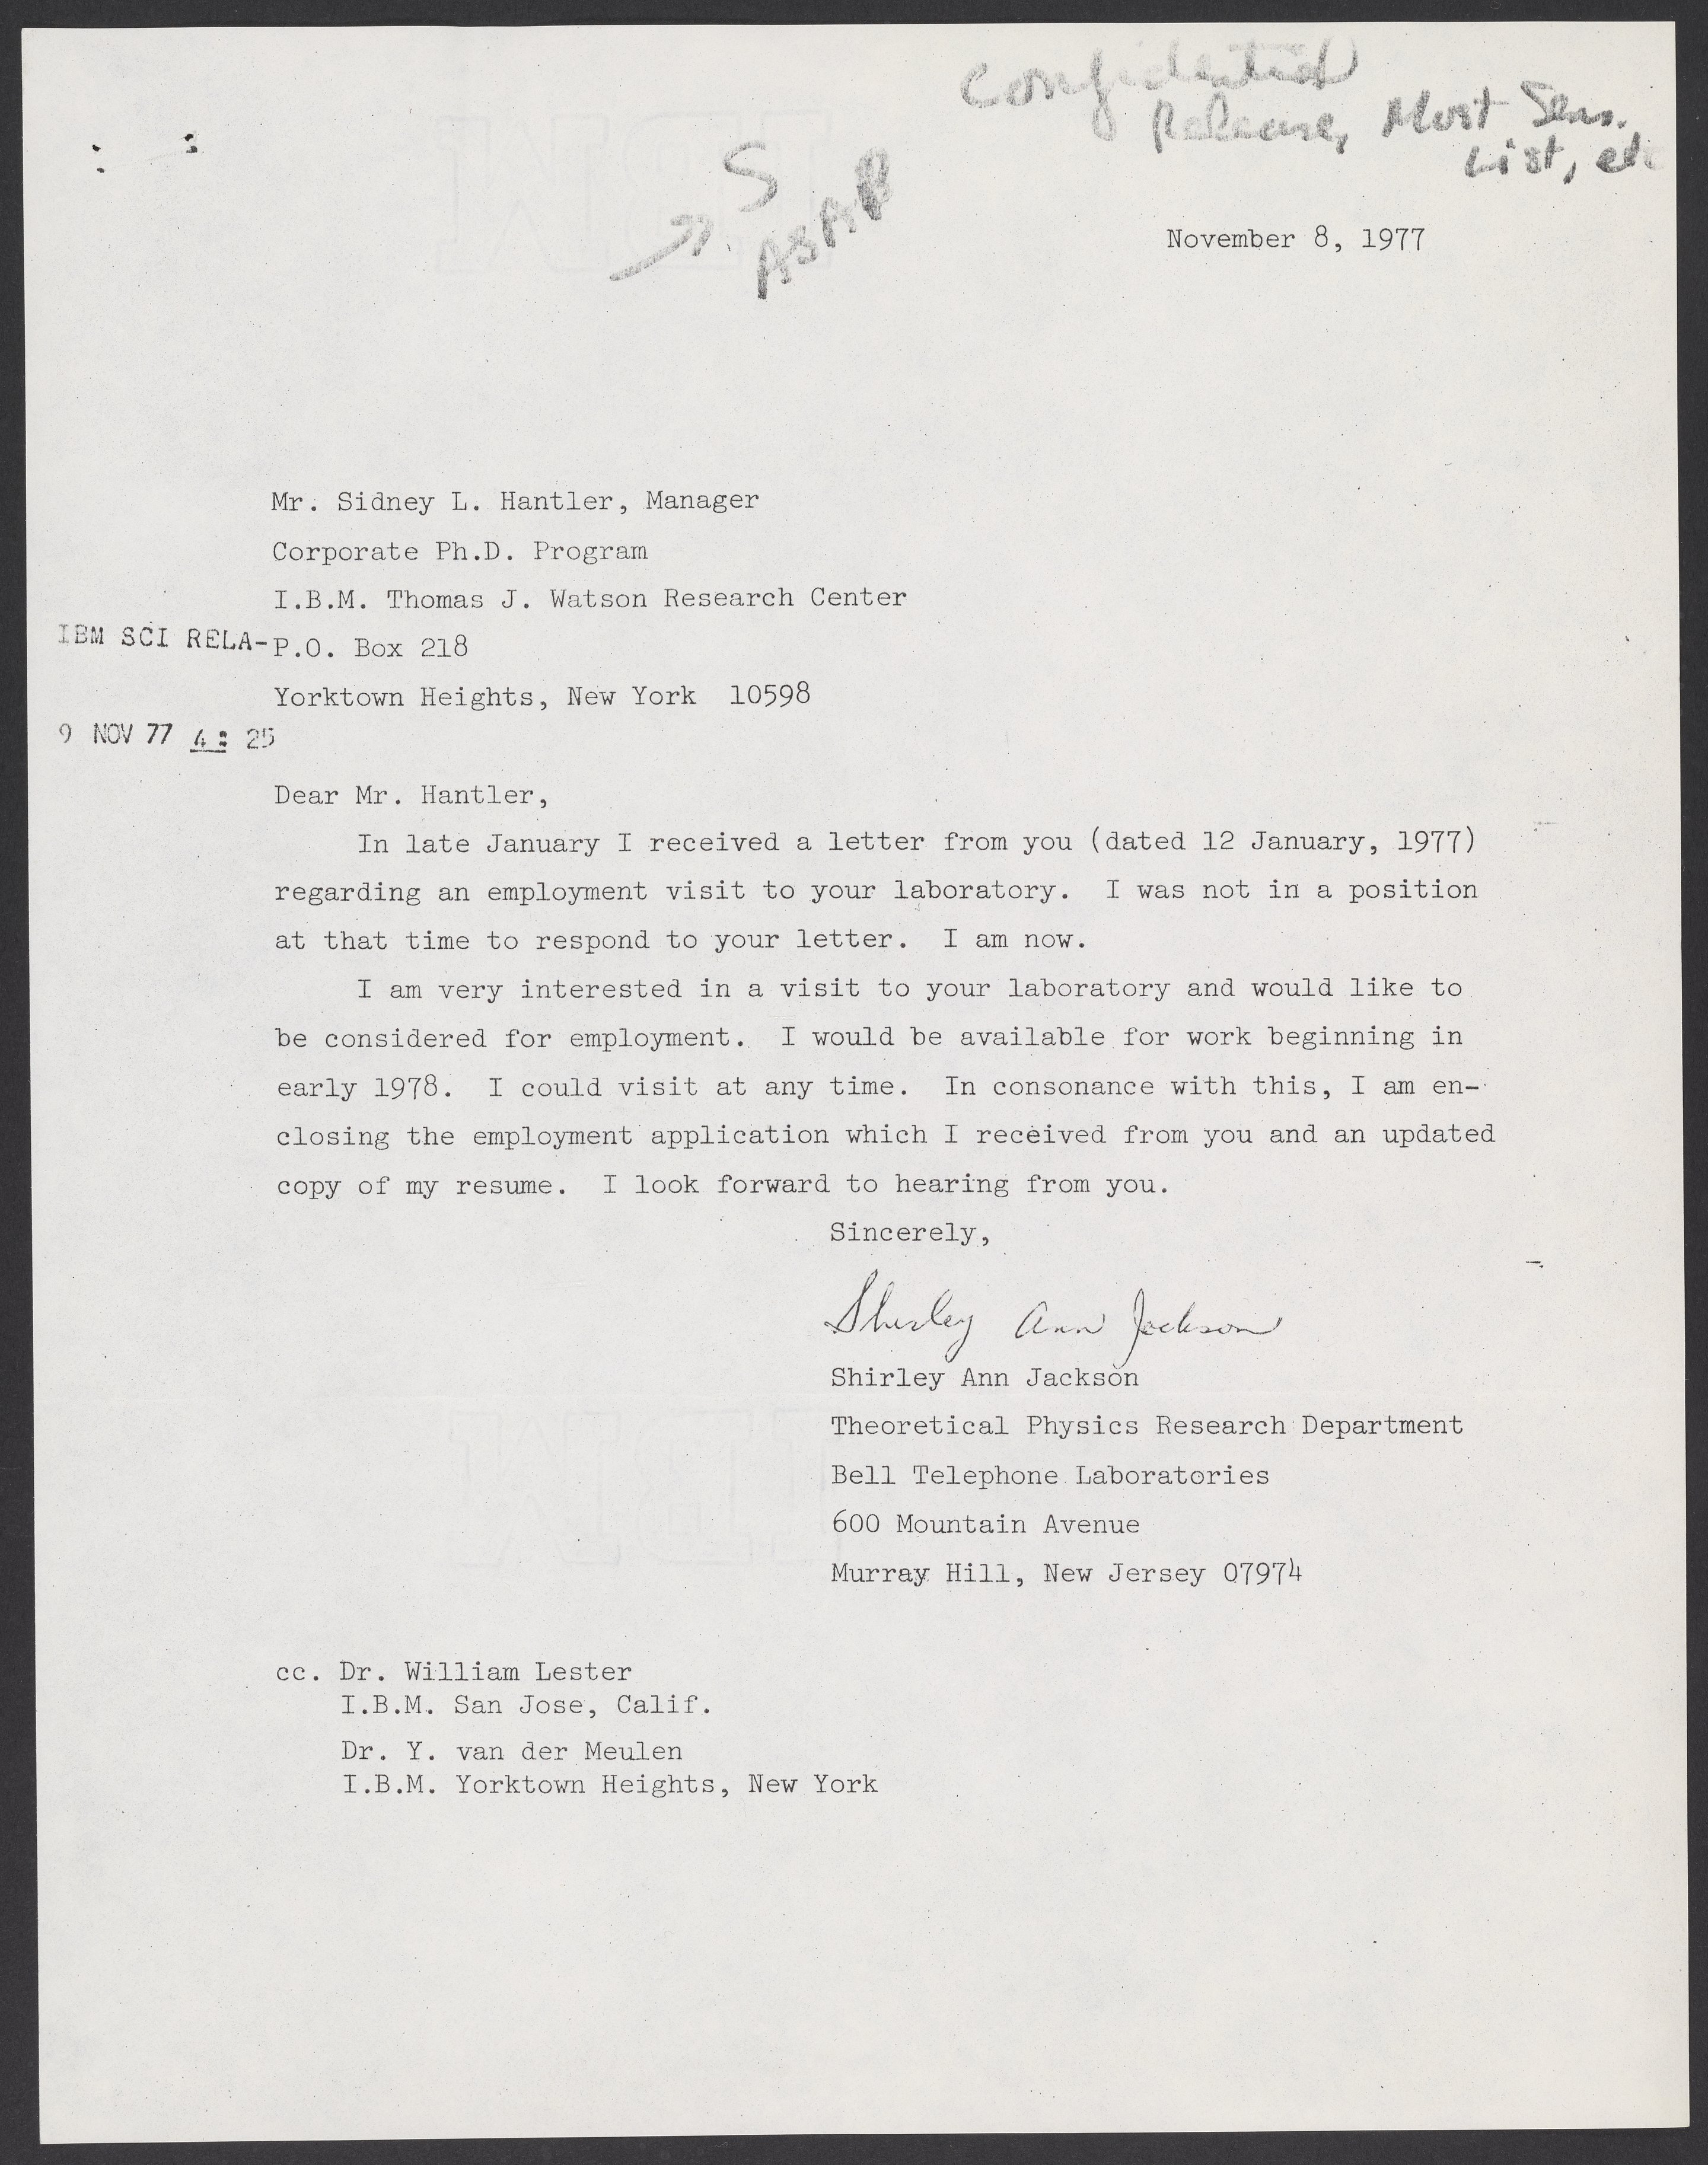 Confidential
Release, Most Sens.
List, etc
S
ASAP
November 8, 1977
Mr. Sidney L. Hantler, Manager
Corporate Ph.D. Program
I.B.M. Thomas J. Watson Research Center
IBM SCI RELA-
P.O. Box 218
Yorktown Heights, New York 10598
9 NOV 77 4: 25
Dear Mr. Hantler,
In late January I received a letter from you (dated 12 January, 1977)
regarding an employment visit to your laboratory. I was not in a position
at that time to respond to your letter. I am now.
I am very interested in a visit to your laboratory and would like to
be considered for employment. I would be available for work beginning in
early 1978. I could visit at any time. In consonance with this, I am en-
closing the employment application which I received from you and an updated
copy of my resume. I look forward to hearing from you.
Sincerely,
Shirley Ann Jackson
Shirley Ann Jackson
Theoretical Physics Research Department
Bell Telephone Laboratories
600 Mountain Avenue
Murray Hill, New Jersey 07974
cc. Dr. William Lester
I.B.M. San Jose, Calif.
Dr. Y. van der Meulen
I.B.M. Yorktown Heights, New York